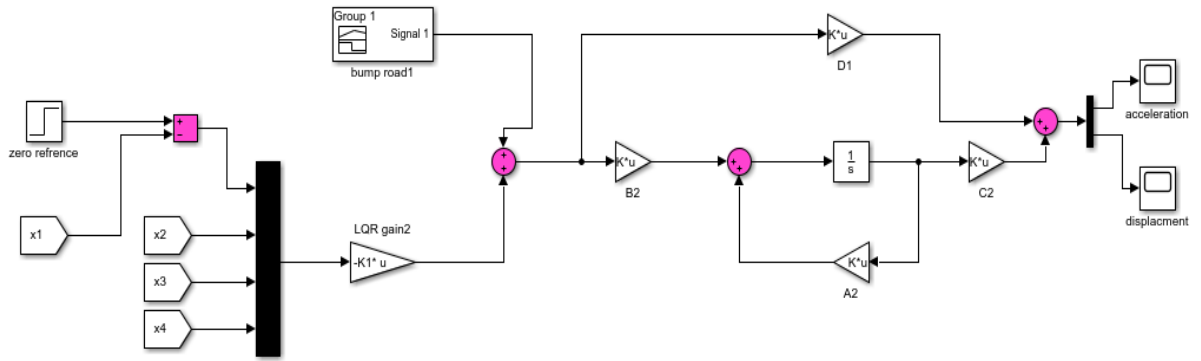 Group 1
Signal 1
bump road1
K*u
D1
acceleration
zero refrence
+
−
+
+
K*u
B2
+
+
1
s
K*u
C2
+
+
displacment
x1
x2
LQR gain2
-K1* u
x3
K*u
A2
x4